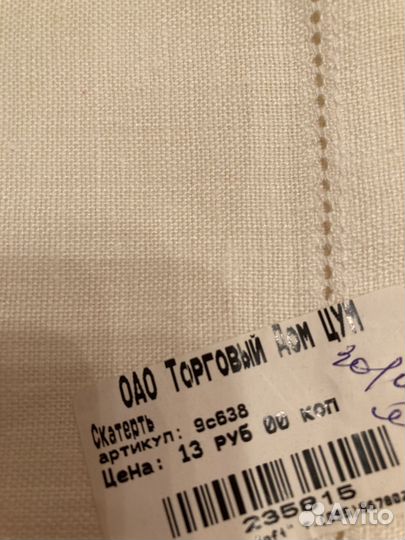 ОАО Торговый Дом ЦУМ
Скатерть
артикул: 9с638
Цена: 13 РУБ 00 КОП
235815
Avito